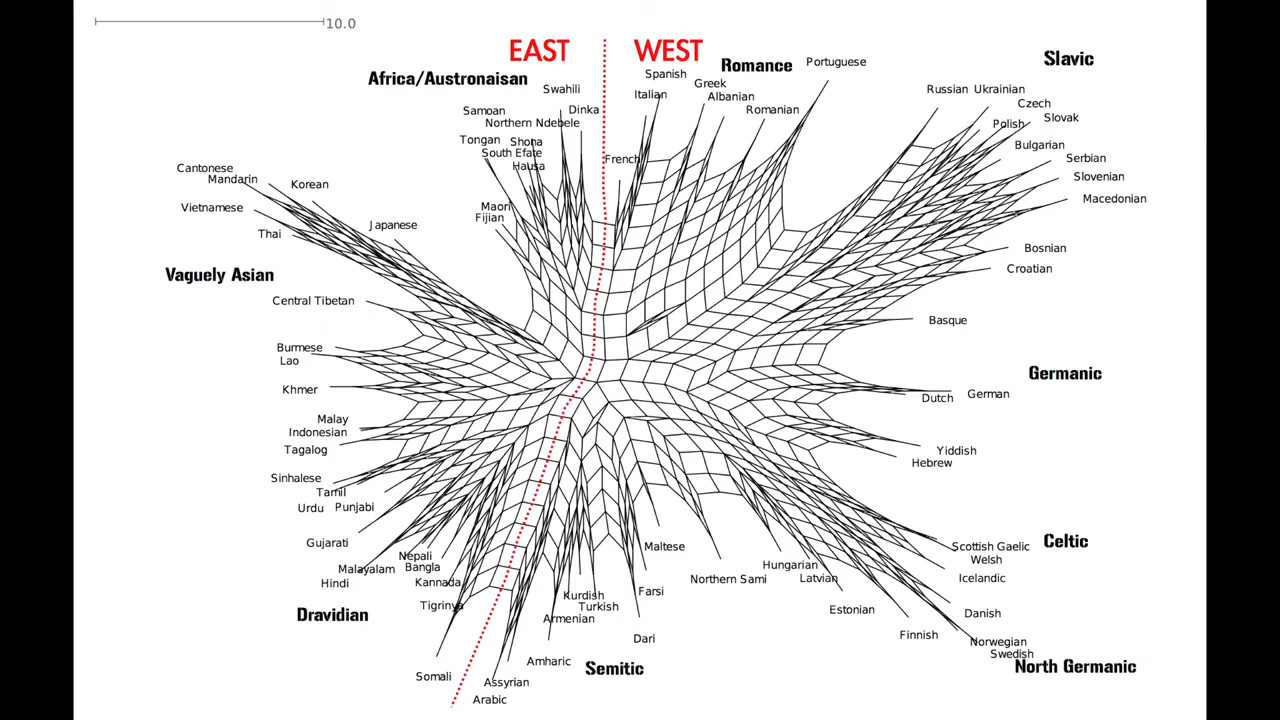 10.0
EAST
WEST
Africa/Austronaisan
Romance
Slavic
Swahili
Spanish
Portuguese
Samoan
Dinka
Italian
Greek
Albanian
Romanian
Russian
Ukrainian
Czech
Slovak
Northern Ndebele
Polish
Tongan
Shona
South Efate
Hausa
French
Bulgarian
Serbian
Slovenian
Macedonian
Cantonese
Mandarin
Korean
Vietnamese
Thai
Japanese
Maori
Fijian
Bosnian
Croatian
Vaguely Asian
Central Tibetan
Basque
Burmese
Lao
Khmer
Germanic
Dutch
German
Malay
Indonesian
Tagalog
Yiddish
Hebrew
Sinhalese
Tamil
Urdu
Punjabi
Gujarati
Malayalam
Hindi
Nepali
Bangla
Kannada
Maltese
Northern Sami
Hungarian
Latvian
Scottish Gaelic
Welsh
Celtic
Icelandic
Dravidian
Tigrinya
Kurdish
Turkish
Armenian
Farsi
Dari
Estonian
Finnish
Danish
Norwegian
Swedish
North Germanic
Somali
Amharic
Semitic
Assyrian
Arabic